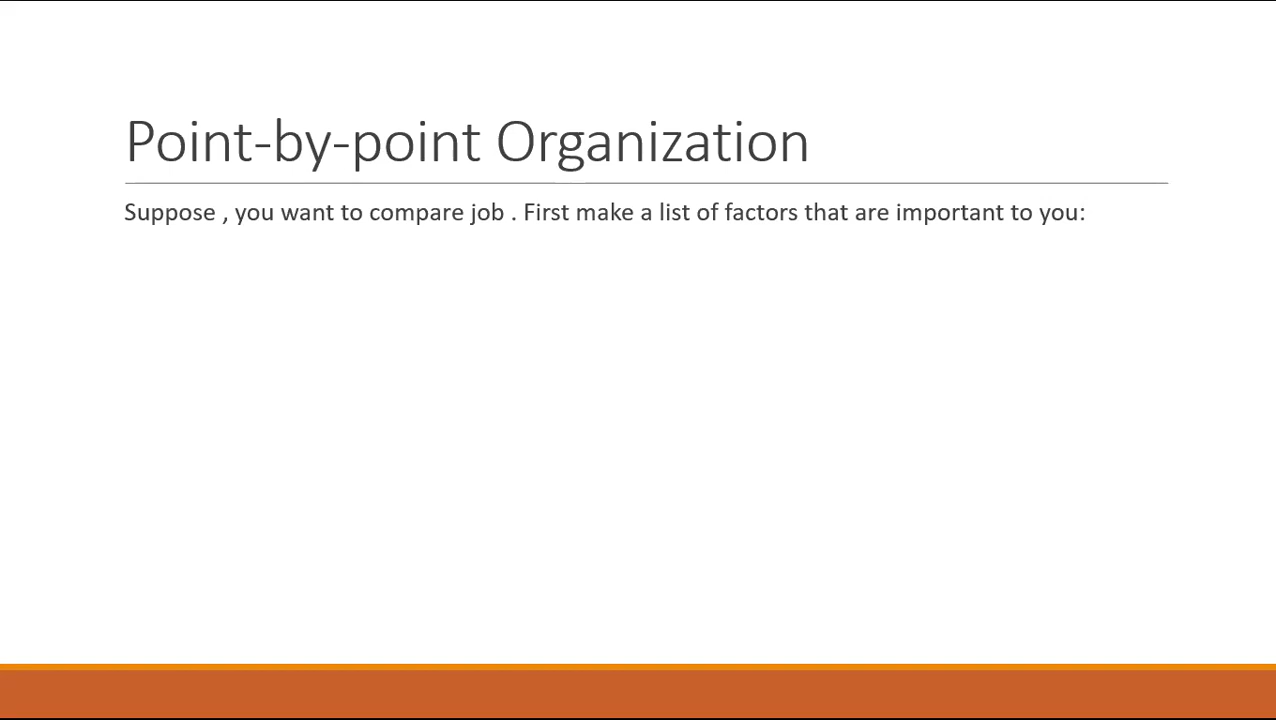 Point-by-point Organization
Suppose , you want to compare job . First make a list of factors that are important to you: